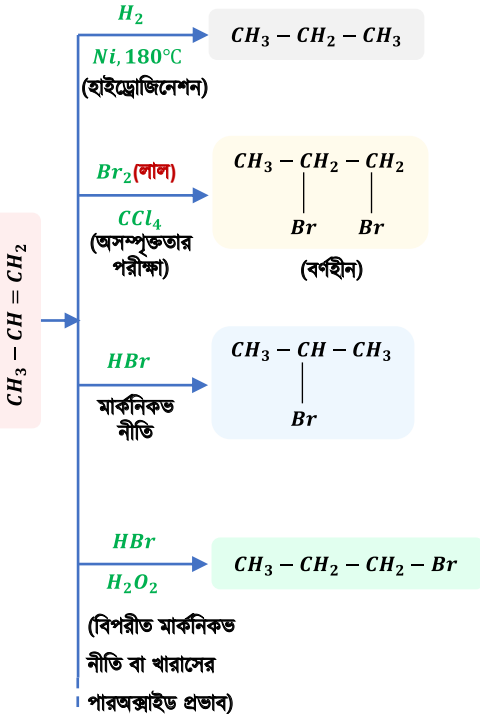 H₂
Ni, 180°C
(হাইড্রোজিনেশন)
CH₃ − CH₂ − CH₃
CH₃ − CH = CH₂
Br₂(লাল)
CCl₄
(অসম্পৃক্ততার
পরীক্ষা)
CH₃ − CH₂ − CH₂
Br Br
(বর্ণহীন)
HBr
মার্কনিকভ
নীতি
CH₃ − CH − CH₃
Br
HBr
H₂O₂
(বিপরীত মার্কনিকভ
নীতি বা খারাসের
পারঅক্সাইড প্রভাব)
CH₃ − CH₂ − CH₂ − Br